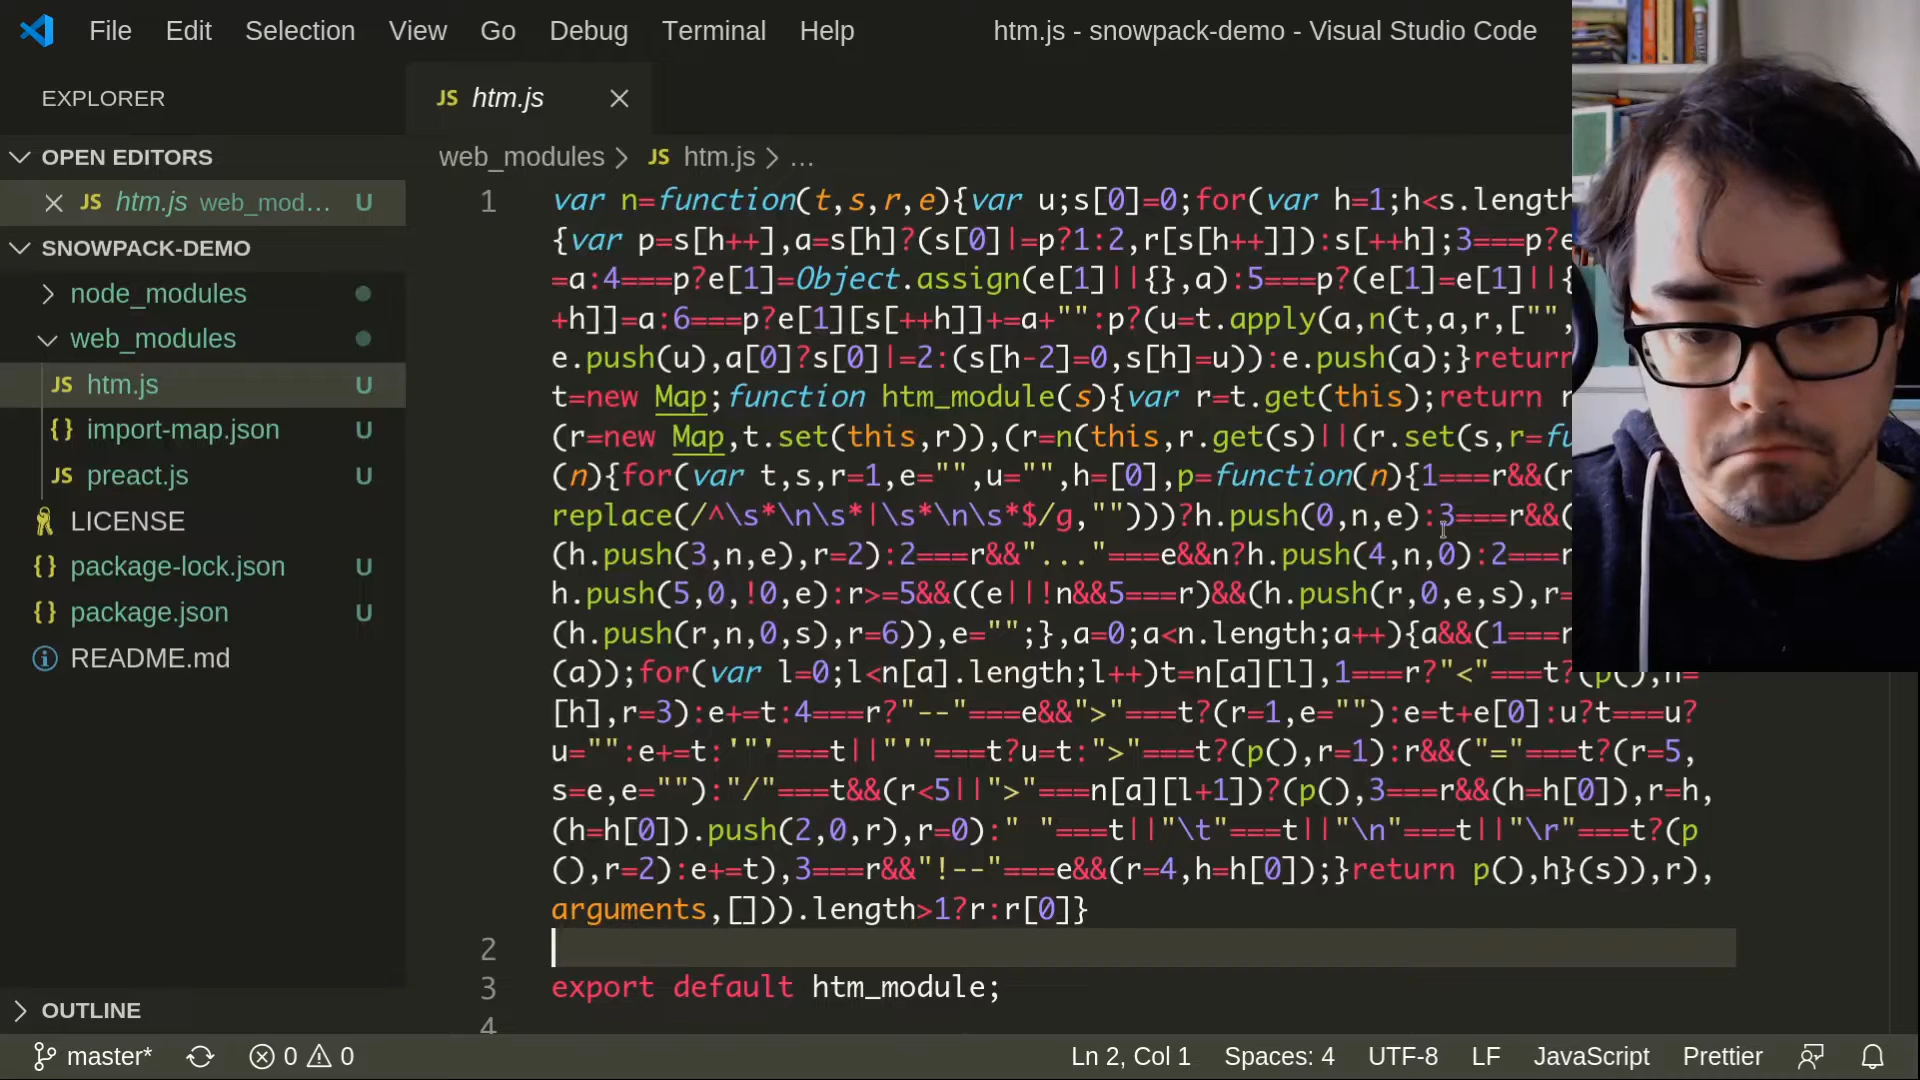 File Edit Selection View Go Debug Terminal Help htm.js - snowpack-demo - Visual Studio Code
EXPLORER
JS htm.js
OPEN EDITORS
JS htm.js web_mod... U
SNOWPACK-DEMO
node_modules
web_modules
JS htm.js U
{} import-map.json U
JS preact.js U
LICENSE
{} package-lock.json U
{} package.json U
README.md
OUTLINE
web_modules > JS htm.js > ...
1 var n=function(t,s,r,e){var u;s[0]=0;for(var h=1;h<s.length
{var p=s[h++],a=s[h]?(s[0]|=p?1:2,r[s[h++]]):s[++h];3===p?e
=a:4===p?e[1]=Object.assign(e[1]||{},a):5===p?(e[1]=e[1]||{
+h]]=a:6===p?e[1][s[++h]]+=a+"":p?(u=t.apply(a,n(t,a,r,["",
e.push(u),a[0]?s[0]|=2:(s[h-2]=0,s[h]=u)):e.push(a);}return
t=new Map;function htm_module(s){var r=t.get(this);return r
(r=new Map,t.set(this,r)),(r=n(this,r.get(s)||(r.set(s,r=fu
(n){for(var t,s,r=1,e="",u="",h=[0],p=function(n){1===r&&(n
replace(/^\s*\n\s*|\s*\n\s*$/g,"")))?h.push(0,n,e):3===r&&(
(h.push(3,n,e),r=2):2===r&&"..."===e&&n?h.push(4,n,0):2===r
h.push(5,0,!0,e):r>=5&&((e||!n&&5===r)&&(h.push(r,0,e,s),r=
(h.push(r,n,0,s),r=6)),e="";},a=0;a<n.length;a++){a&&(1===r
(a));for(var l=0;l<n[a].length;l++)t=n[a][l],1===r?"<"===t?(p(),h=
[h],r=3):e+=t:4===r?"--"===e&&">"===t?(r=1,e=""):e=t+e[0]:u?t===u?
u="":e+=t:'"'===t||"'"===t?u=t:">"===t?(p(),r=1):r&&("="===t?(r=5,
s=e,e=""):"/"===t&&(r<5||">"===n[a][l+1])?(p(),3===r&&(h=h[0]),r=h,
(h=h[0]).push(2,0,r),r=0):" "===t||"\t"===t||"\n"===t||"\r"===t?(p
(),r=2):e+=t),3===r&&"!--"===e&&(r=4,h=h[0]);}return p(),h}(s)),r),
arguments,[])).length>1?r:r[0]}
2
3 export default htm_module;
4
master* 0 0 Ln 2, Col 1 Spaces: 4 UTF-8 LF JavaScript Prettier